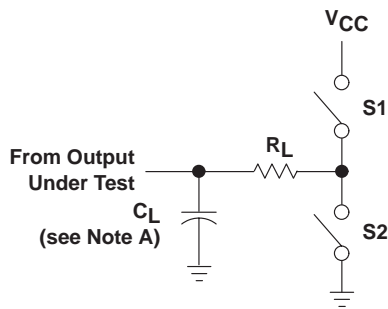 VCC
S1
RL
From Output
Under Test
CL
(see Note A)
S2